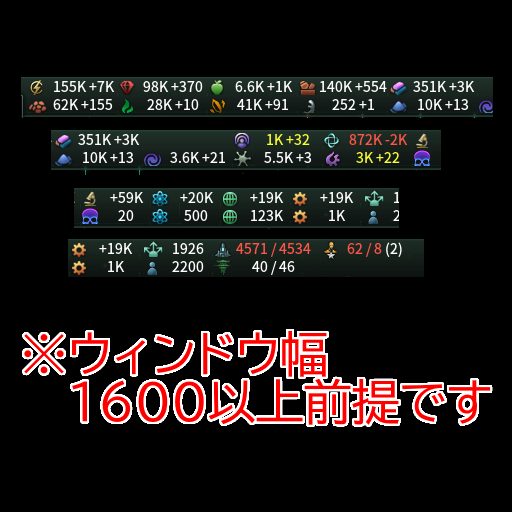 155K +7K 98K +370 6.6K +1K 140K +554 351K +3K
62K +155 28K +10 41K +91 252 +1 10K +13
351K +3K 1K +32 872K -2K
10K +13 3.6K +21 5.5K +3 3K +22
+59K +20K +19K +19K 1
20 500 123K 1K 2
+19K 1926 4571 / 4534 62 / 8 (2)
1K 2200 40 / 46
※ウィンドウ幅
1600以上前提です